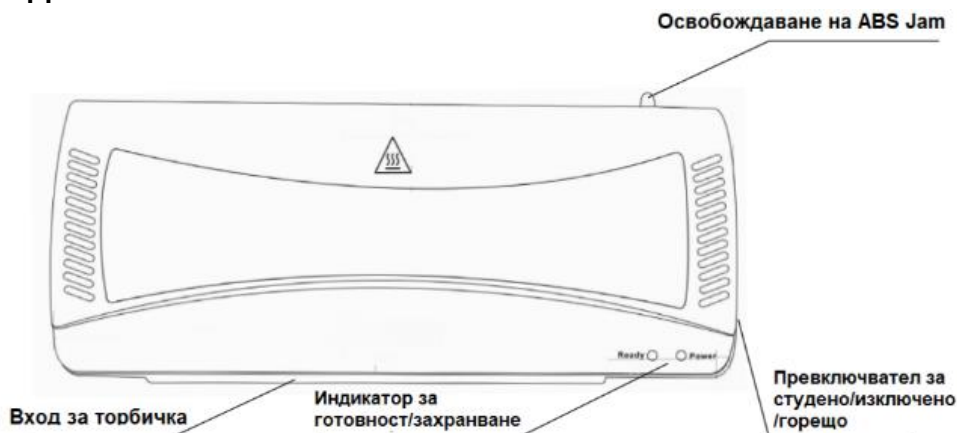 Освобождаване на ABS Jam
Ready Power
Вход за торбичка
Индикатор за
готовност/захранване
Превключвател за
студено/изключено
/горещо